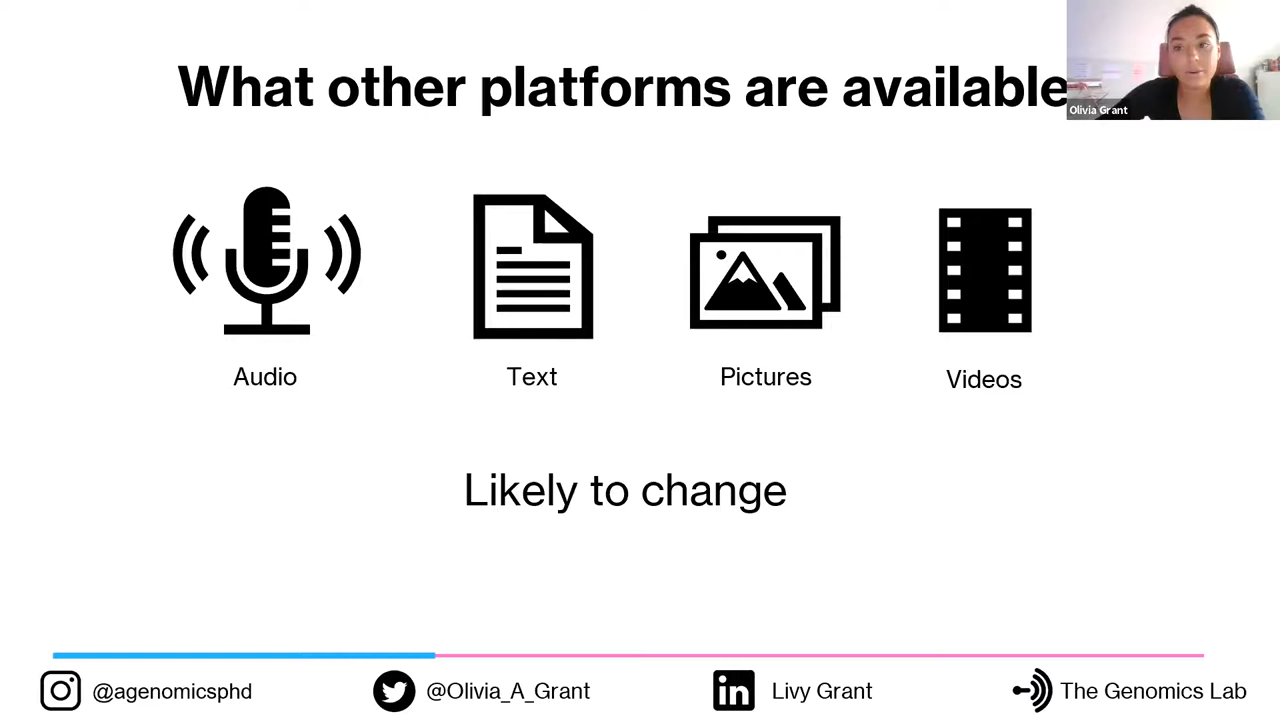 What other platforms are available
Olivia Grant
Audio
Text
Pictures
Videos
Likely to change
@agenomicsphd
@Olivia_A_Grant
in
Livy Grant
The Genomics Lab